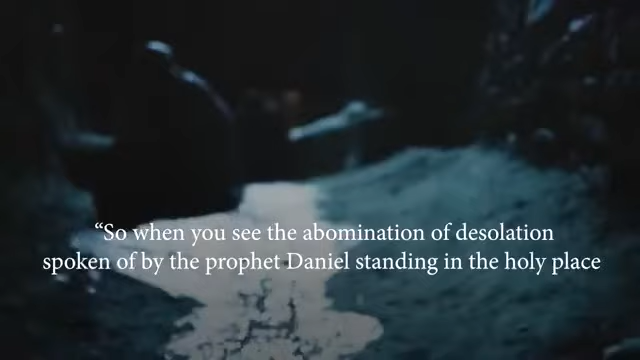 “So when you see the abomination of desolation
spoken of by the prophet Daniel standing in the holy place